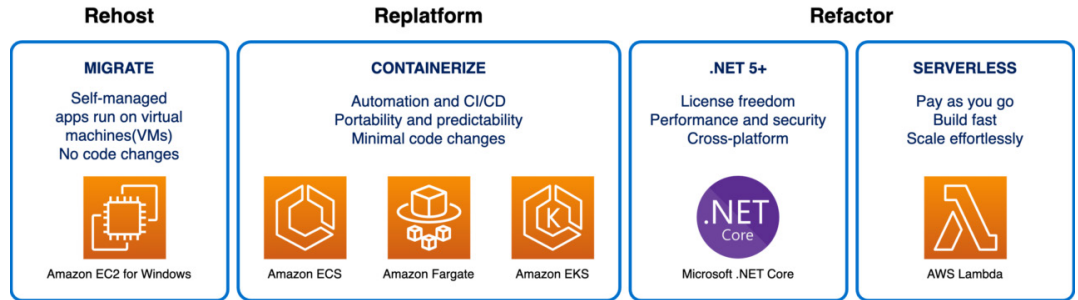 Rehost
Replatform
Refactor
MIGRATE
Self-managed
apps run on virtual
machines(VMs)
No code changes
Amazon EC2 for Windows
CONTAINERIZE
Automation and CI/CD
Portability and predictability
Minimal code changes
Amazon ECS
Amazon Fargate
K
Amazon EKS
.NET 5+
License freedom
Performance and security
Cross-platform
.NET
Core
Microsoft .NET Core
SERVERLESS
Pay as you go
Build fast
Scale effortlessly
AWS Lambda